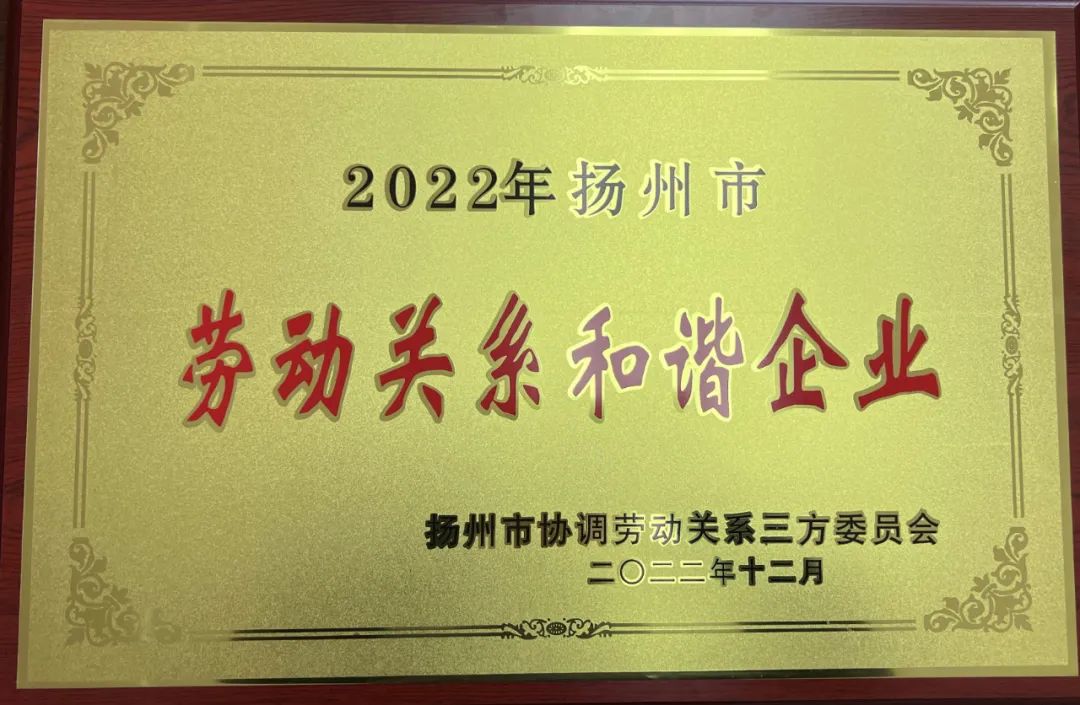 2022年扬州市
劳动关系和谐企业
扬州市协调劳动关系三方委员会
二〇二二年十二月